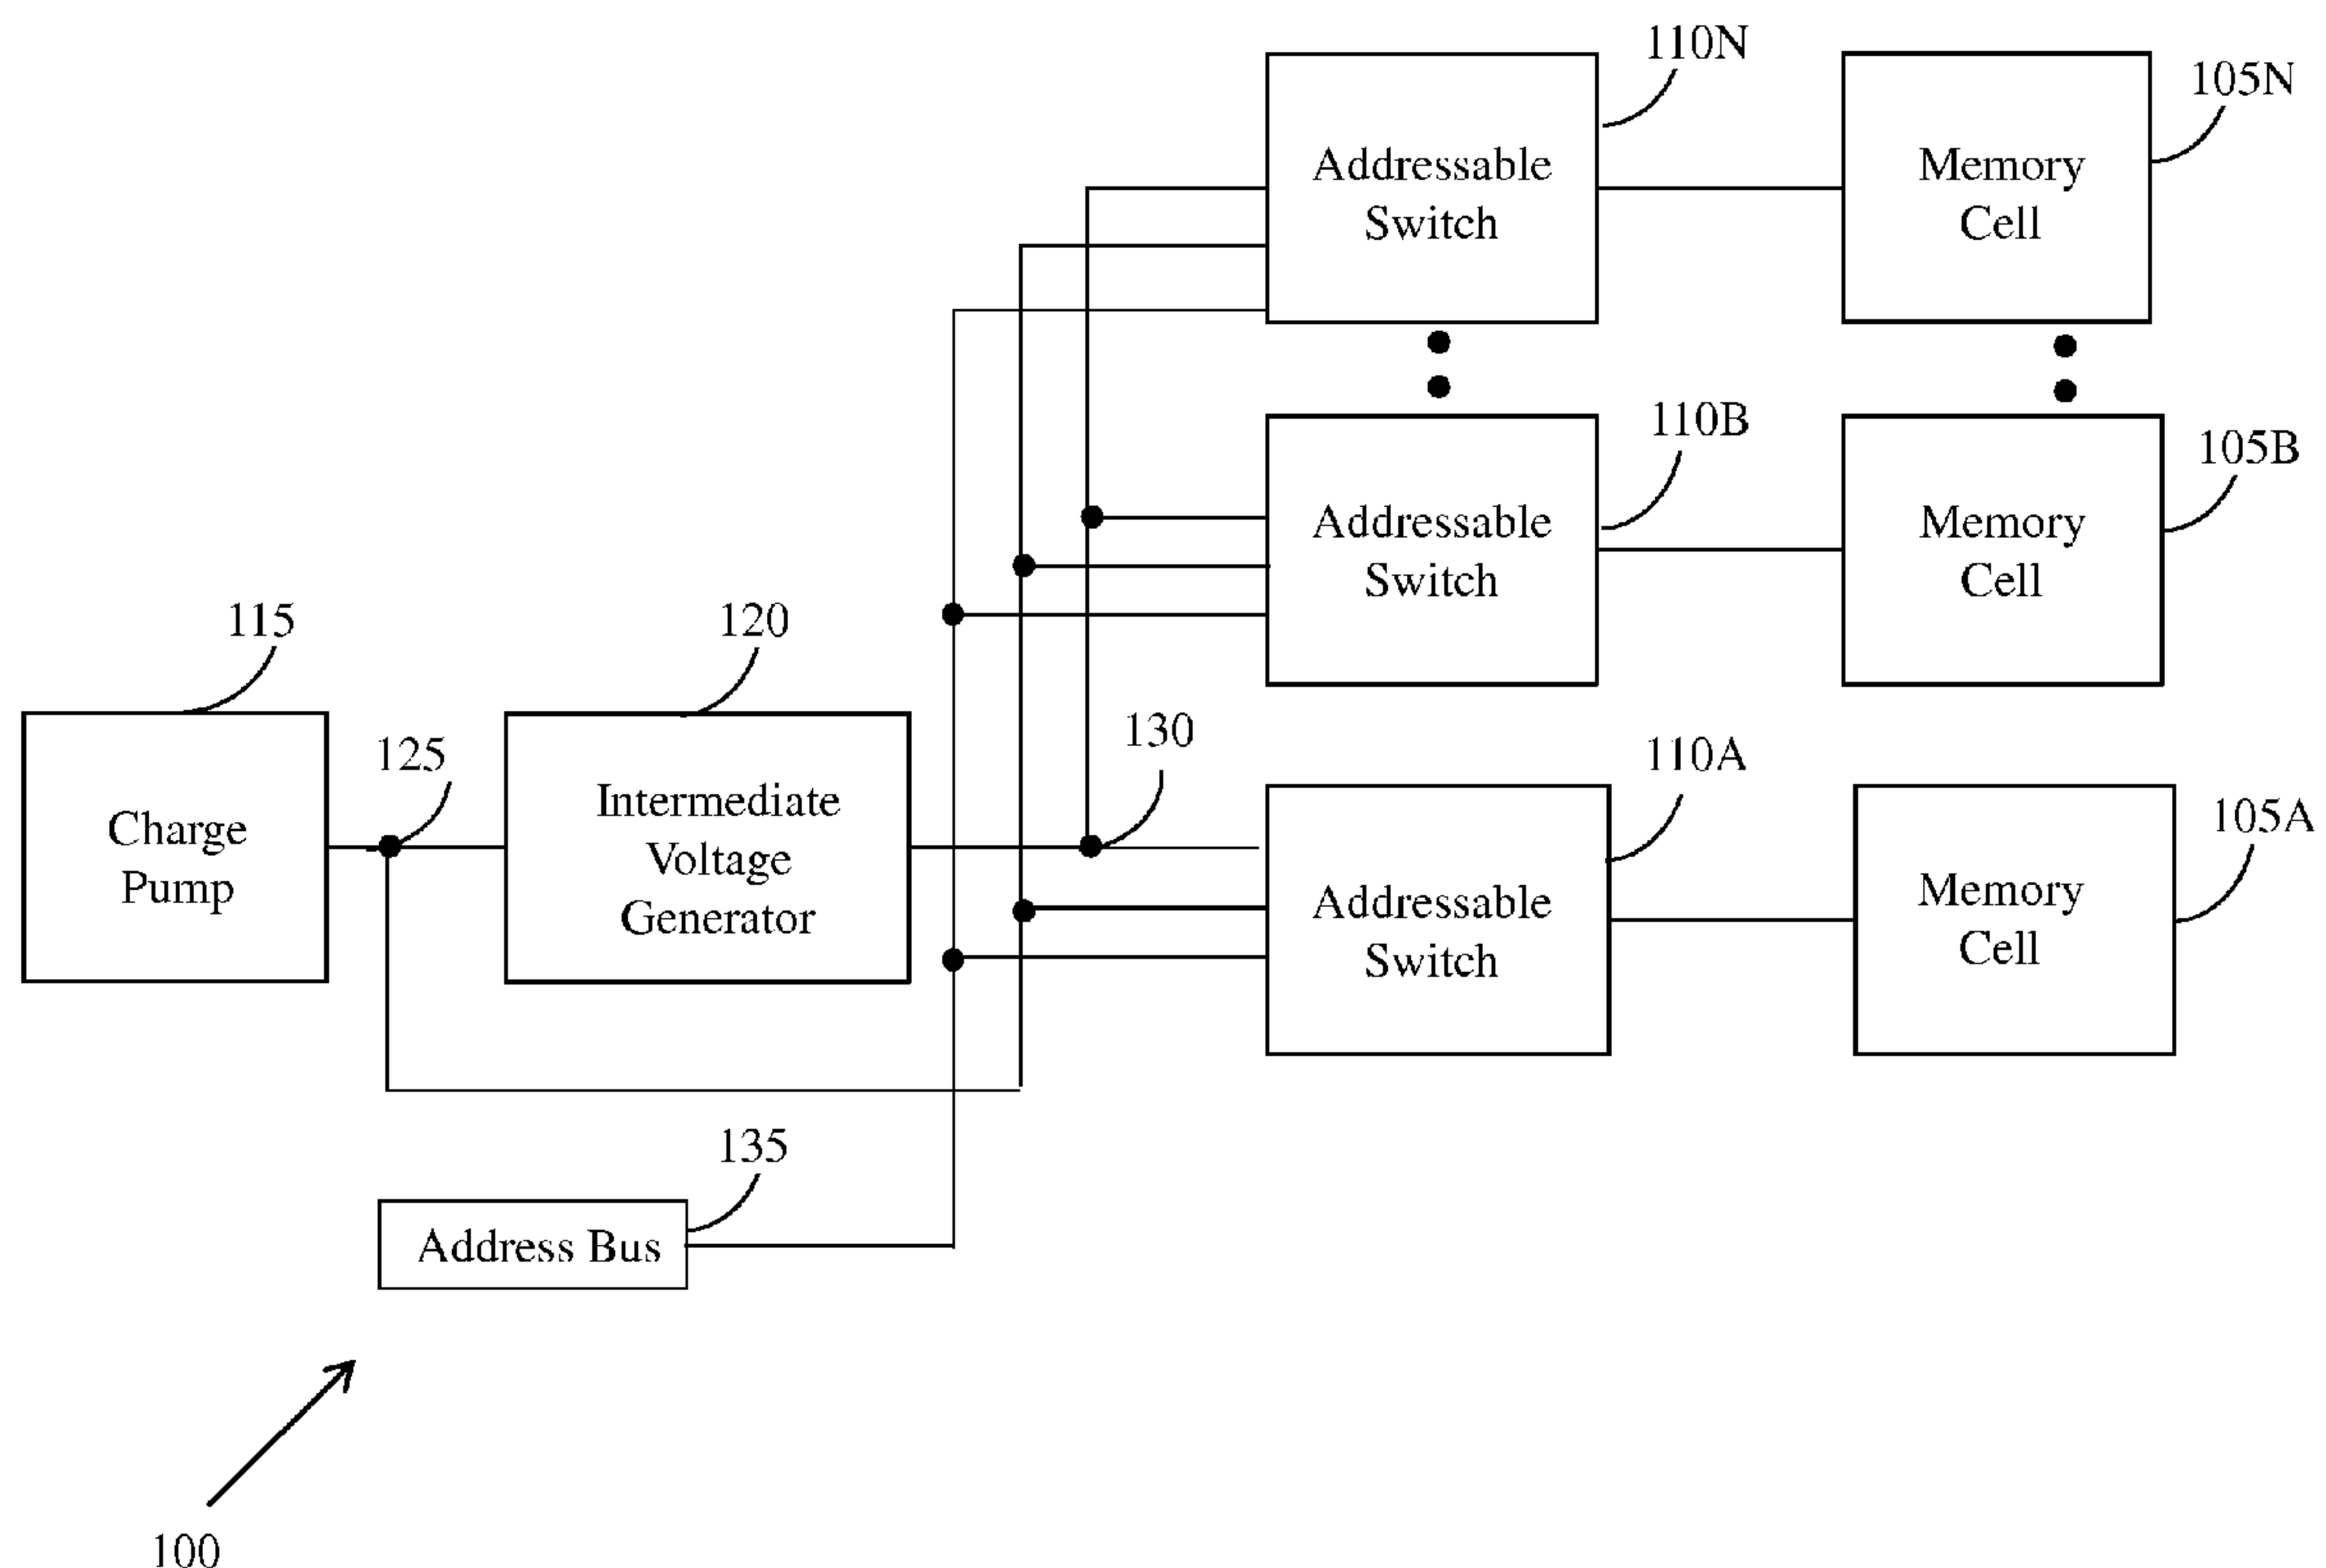 110N
105N
Addressable
Switch
Memory
Cell
110B
105B
Addressable
Switch
Memory
Cell
115
120
125
130
110A
105A
Charge
Pump
Intermediate
Voltage
Generator
Addressable
Switch
Memory
Cell
135
Address Bus
100